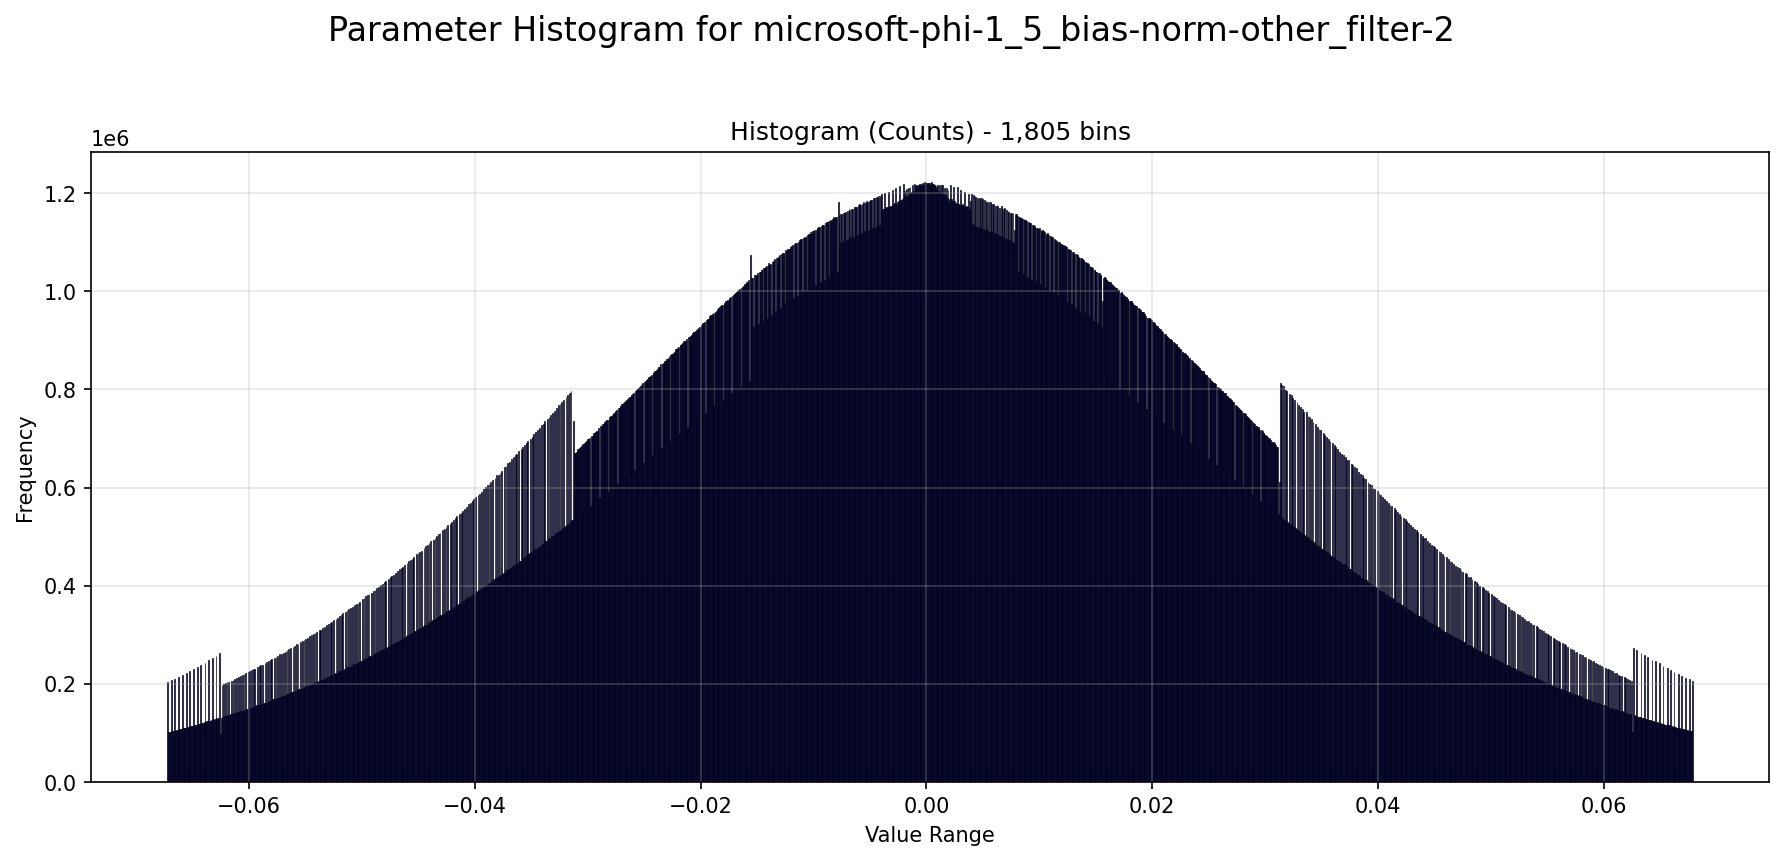 Parameter Histogram for microsoft-phi-1_5_bias-norm-other_filter-2
Histogram (Counts) - 1,805 bins
1e6
1.2
1.0
0.8
0.6
0.4
0.2
0.0
Frequency
−0.06 −0.04 −0.02 0.00 0.02 0.04 0.06
Value Range